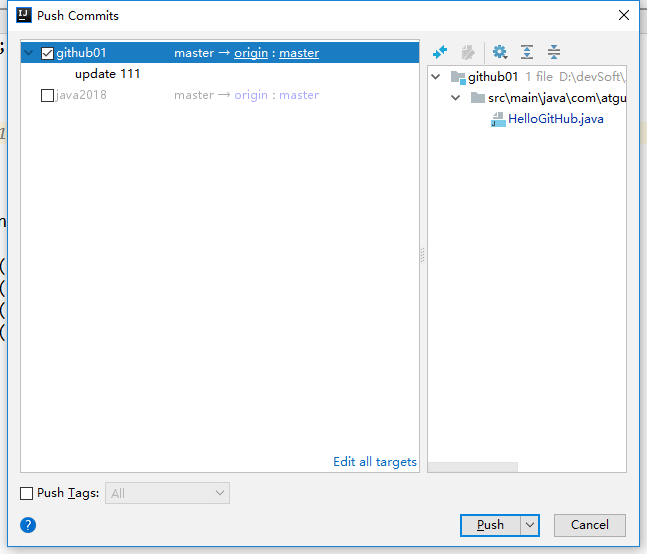 Push Commits
github01 master → origin : master
update 111
java2018 master → origin : master
github01 1 file D:\devSoft\
src\main\java\com\atgu
HelloGitHub.java
Edit all targets
Push Tags: All
? Push Cancel